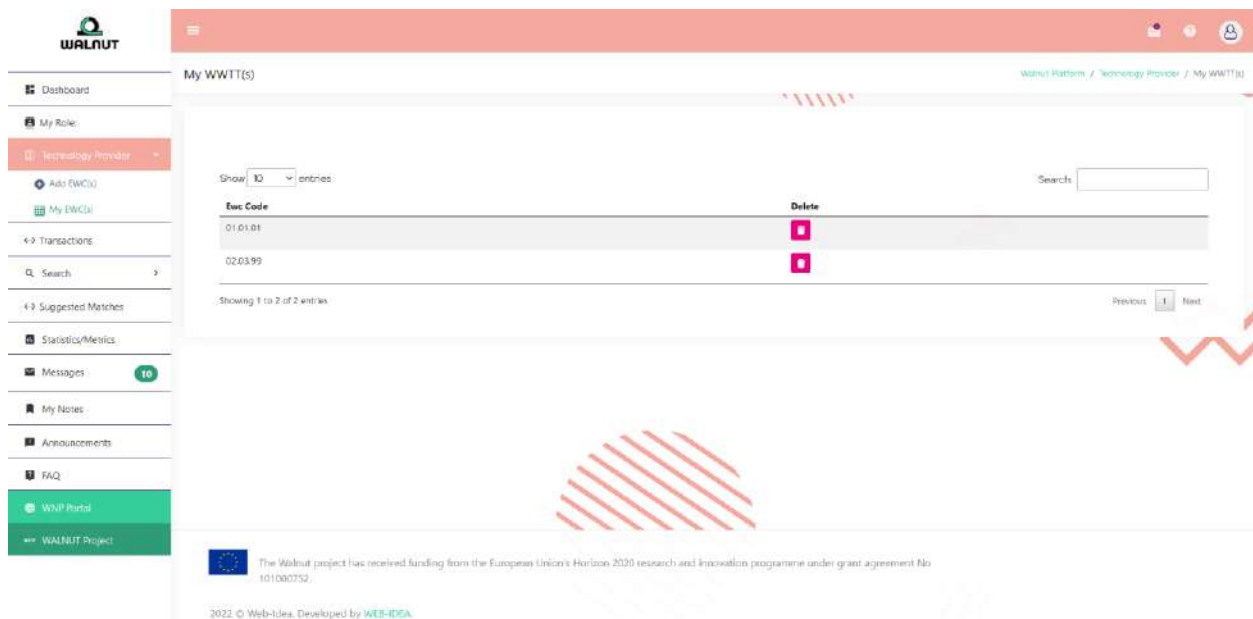 WALNUT
My WWTT(s)
Walnut Platform / Technology Provider / My WWTT(s)
Dashboard
My Role:
Technology Provider
Add EWC(s)
My EWC(s)
Transactions
Search
Suggested Matches
Statistics/Metrics
Messages 10
My Notes
Announcements
FAQ
WNP Portal
WALNUT Project
Show 10 entries
Search:
Ewc Code Delete
01.01.01
02.03.99
Showing 1 to 2 of 2 entries
Previous 1 Next
The Walnut project has received funding from the European Union's Horizon 2020 research and innovation programme under grant agreement No
101000752.
2022 © Web-Idea. Developed by WEB-IDEA.